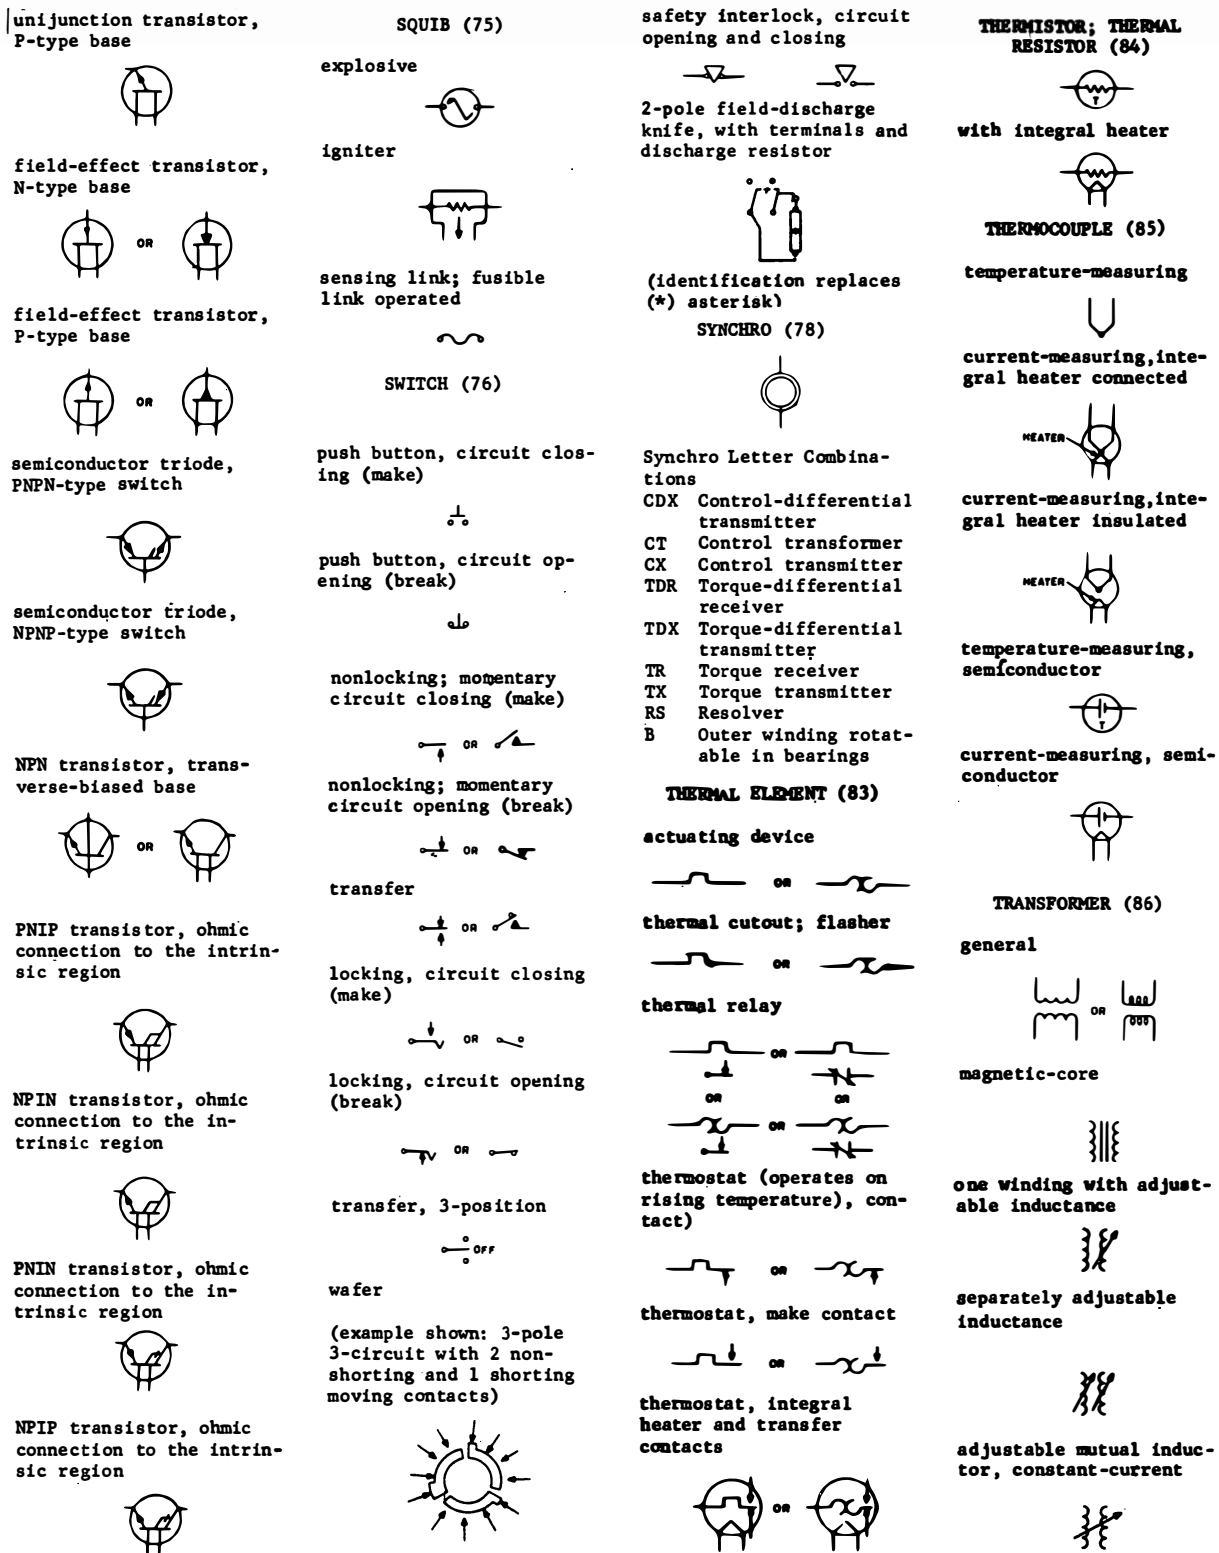 unijunction transistor,
P-type base
field-effect transistor,
N-type base
OR
field-effect transistor,
P-type base
OR
semiconductor triode,
PNPN-type switch
semiconductor triode,
NPNP-type switch
NPN transistor, trans-
verse-biased base
OR
PNIP transistor, ohmic
connection to the intrin-
sic region
NPIN transistor, ohmic
connection to the in-
trinsic region
PNIN transistor, ohmic
connection to the in-
trinsic region
NPIP transistor, ohmic
connection to the intrin-
sic region
SQUIB (75)
explosive
igniter
sensing link; fusible
link operated
SWITCH (76)
push button, circuit clos-
ing (make)
push button, circuit op-
ening (break)
nonlocking; momentary
circuit closing (make)
OR
nonlocking; momentary
circuit opening (break)
OR
transfer
OR
locking, circuit closing
(make)
OR
locking, circuit opening
(break)
OR
transfer, 3-position
OFF
wafer
(example shown: 3-pole
3-circuit with 2 non-
shorting and 1 shorting
moving contacts)
safety interlock, circuit
opening and closing
2-pole field-discharge
knife, with terminals and
discharge resistor
(identification replaces
(*) asterisk)
SYNCHRO (78)
Synchro Letter Combina-
tions
CDX Control-differential
transmitter
CT Control transformer
CX Control transmitter
TDR Torque-differential
receiver
TDX Torque-differential
transmitter
TR Torque receiver
TX Torque transmitter
RS Resolver
B Outer winding rotat-
able in bearings
THERMAL ELEMENT (83)
actuating device
OR
thermal cutout; flasher
OR
thermal relay
OR
OR OR
OR
thermostat (operates on
rising temperature), con-
tact)
OR
thermostat, make contact
OR
thermostat, integral
heater and transfer
contacts
OR
THERMISTOR; THERMAL
RESISTOR (84)
T
with integral heater
THERMOCOUPLE (85)
temperature-measuring
current-measuring,inte-
gral heater connected
HEATER
current-measuring,inte-
gral heater insulated
HEATER
temperature-measuring,
semiconductor
T
current-measuring, semi-
conductor
TRANSFORMER (86)
general
OR
magnetic-core
one winding with adjust-
able inductance
separately adjustable
inductance
adjustable mutual induc-
tor, constant-current